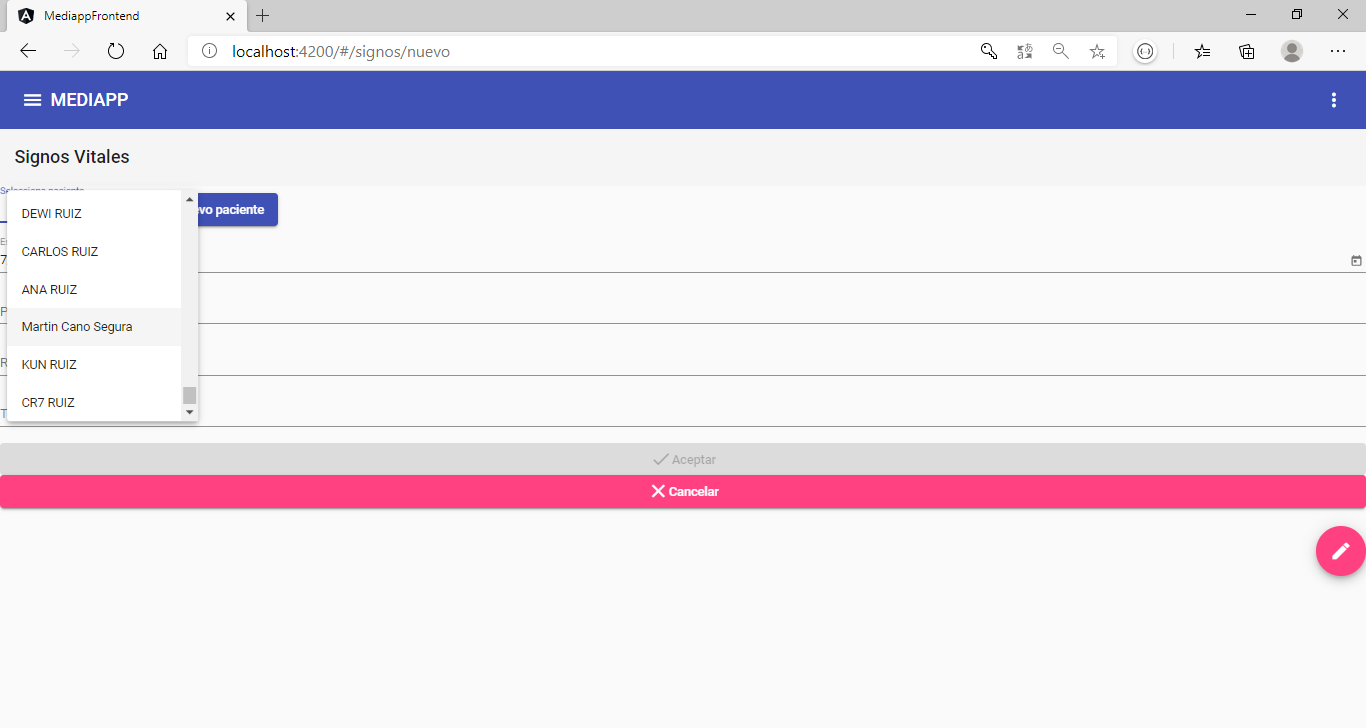 MediappFrontend
localhost:4200/#/signos/nuevo
MEDIAPP
Signos Vitales
DEWI RUIZ
CARLOS RUIZ
ANA RUIZ
Martin Cano Segura
KUN RUIZ
CR7 RUIZ
paciente
Aceptar
Cancelar